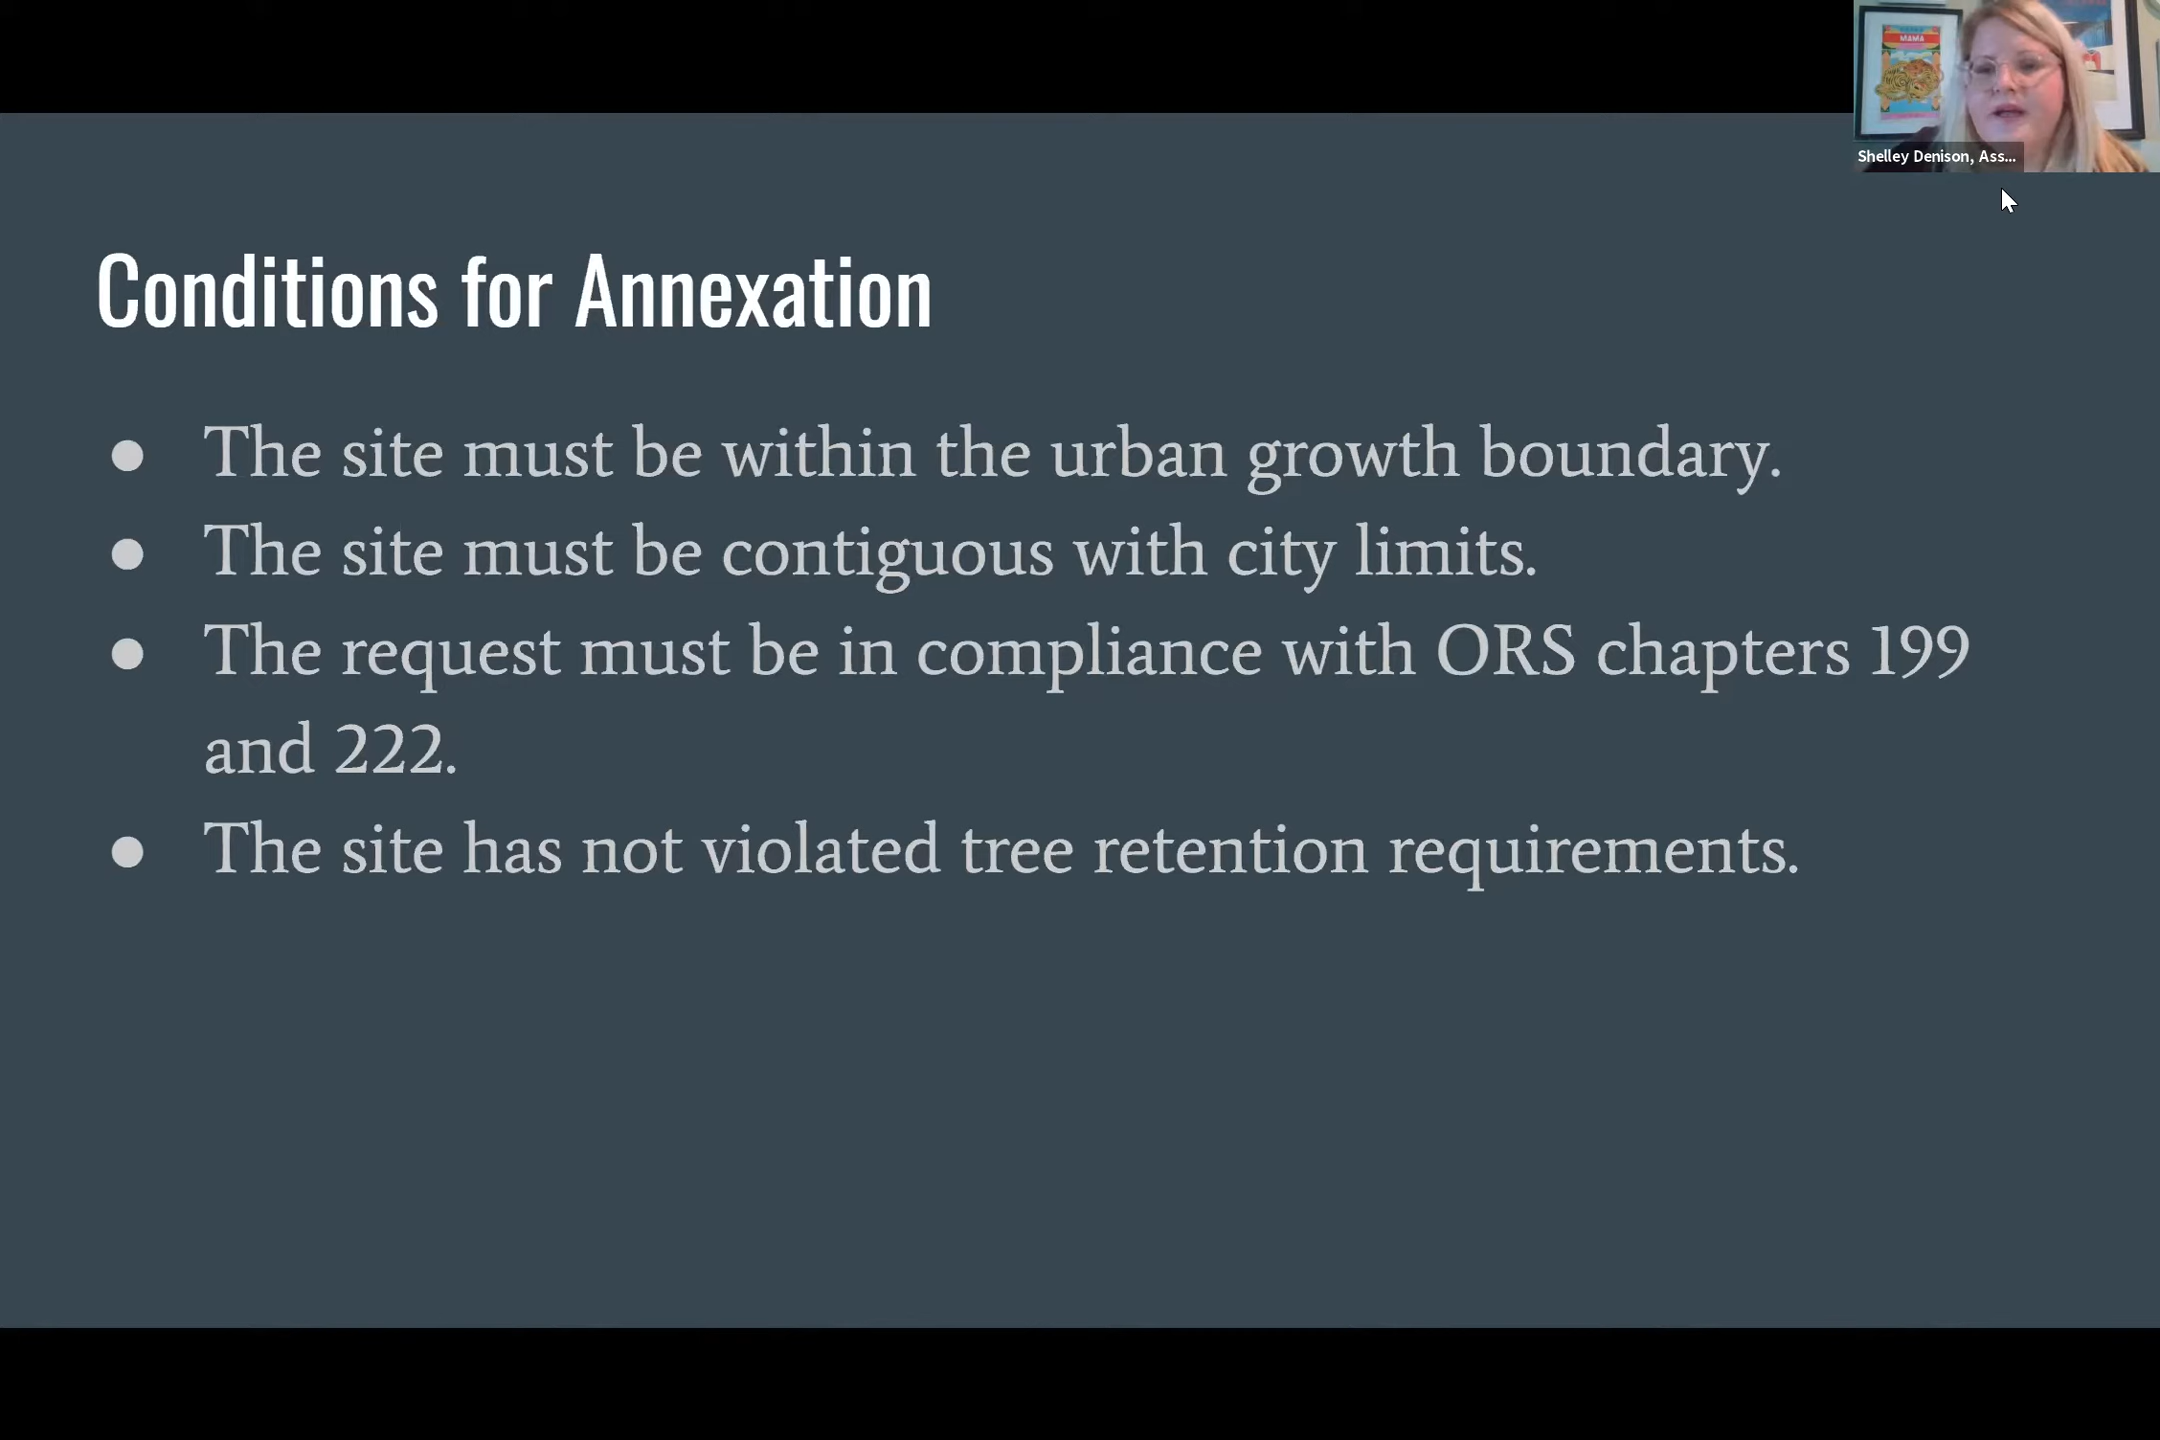 MAMA
Shelley Denison, Ass...
Conditions for Annexation
● The site must be within the urban growth boundary.
● The site must be contiguous with city limits.
● The request must be in compliance with ORS chapters 199
and 222.
● The site has not violated tree retention requirements.